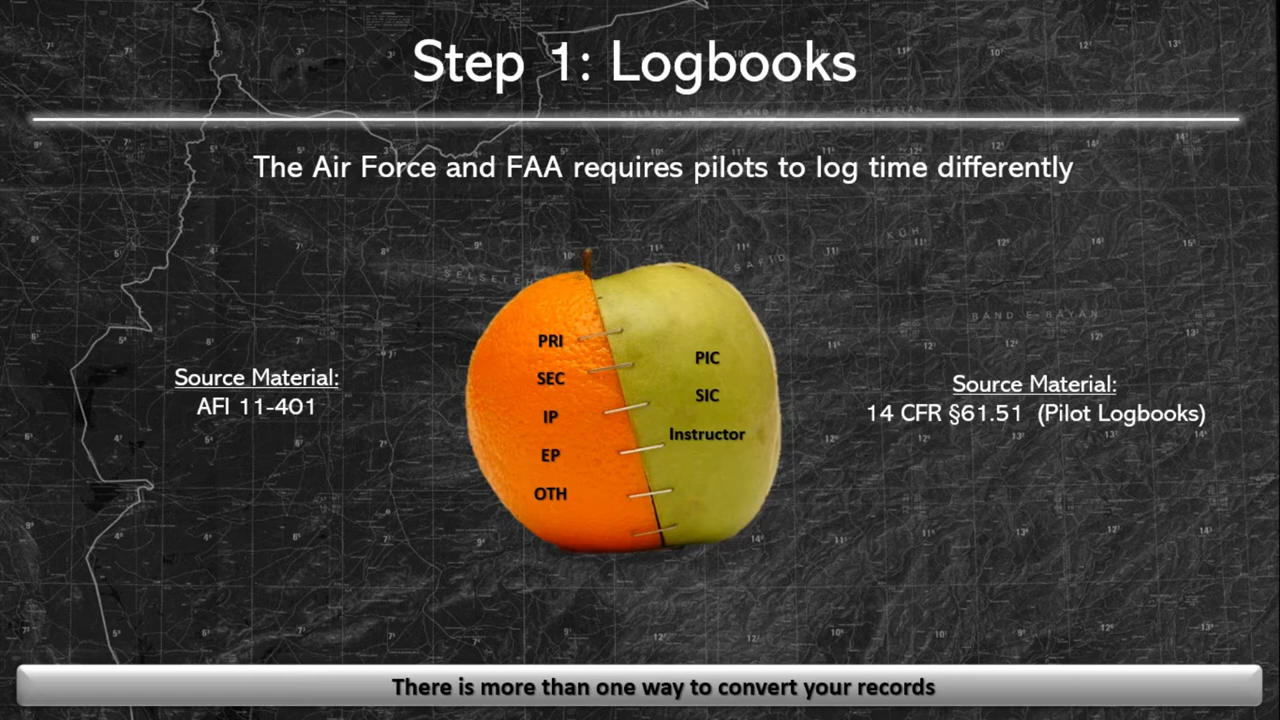 Step 1: Logbooks
The Air Force and FAA requires pilots to log time differently
Source Material:
AFI 11-401
PRI
SEC
IP
EP
OTH
PIC
SIC
Instructor
Source Material:
14 CFR §61.51 (Pilot Logbooks)
BAND-E-BAYAN
There is more than one way to convert your records